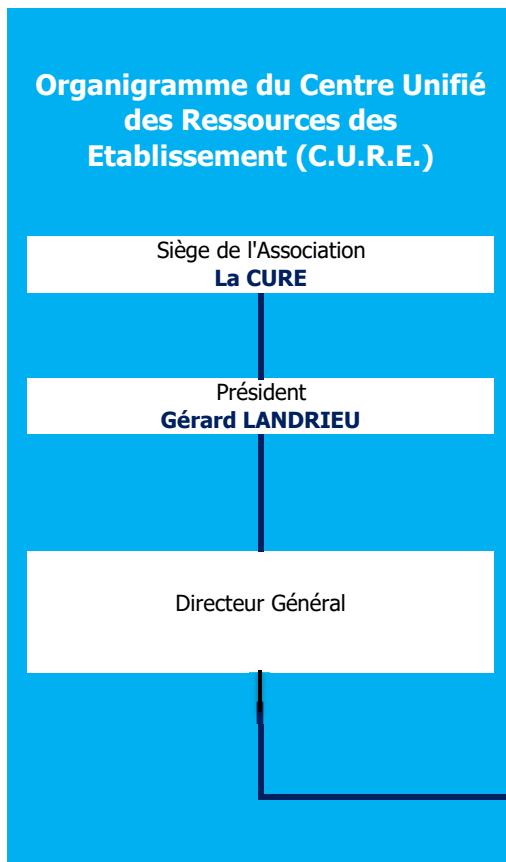 Organigramme du Centre Unifié
des Ressources des
Etablissement (C.U.R.E.)
Siège de l'Association
La CURE
Président
Gérard LANDRIEU
Directeur Général